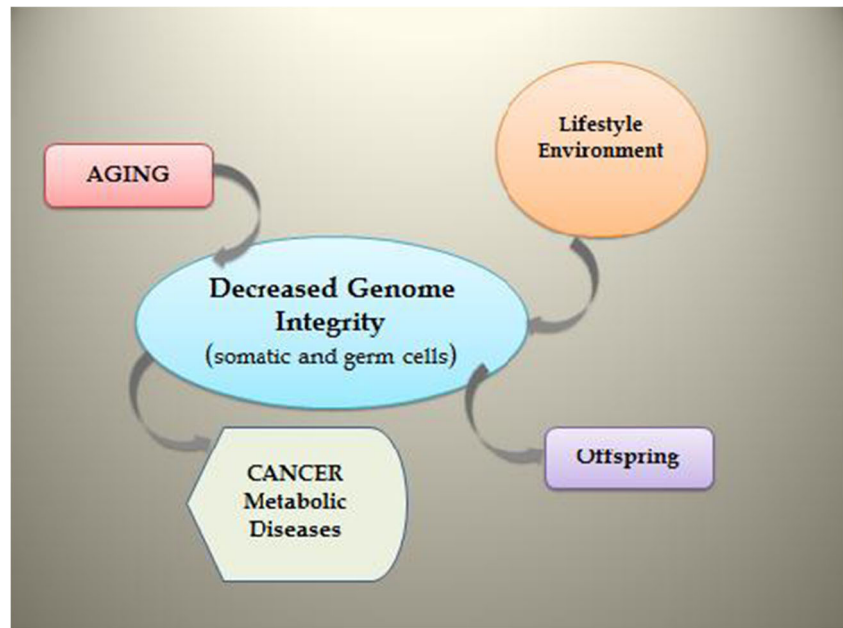 AGING
Lifestyle
Environment
Decreased Genome
Integrity
(somatic and germ cells)
CANCER
Metabolic
Diseases
Offspring